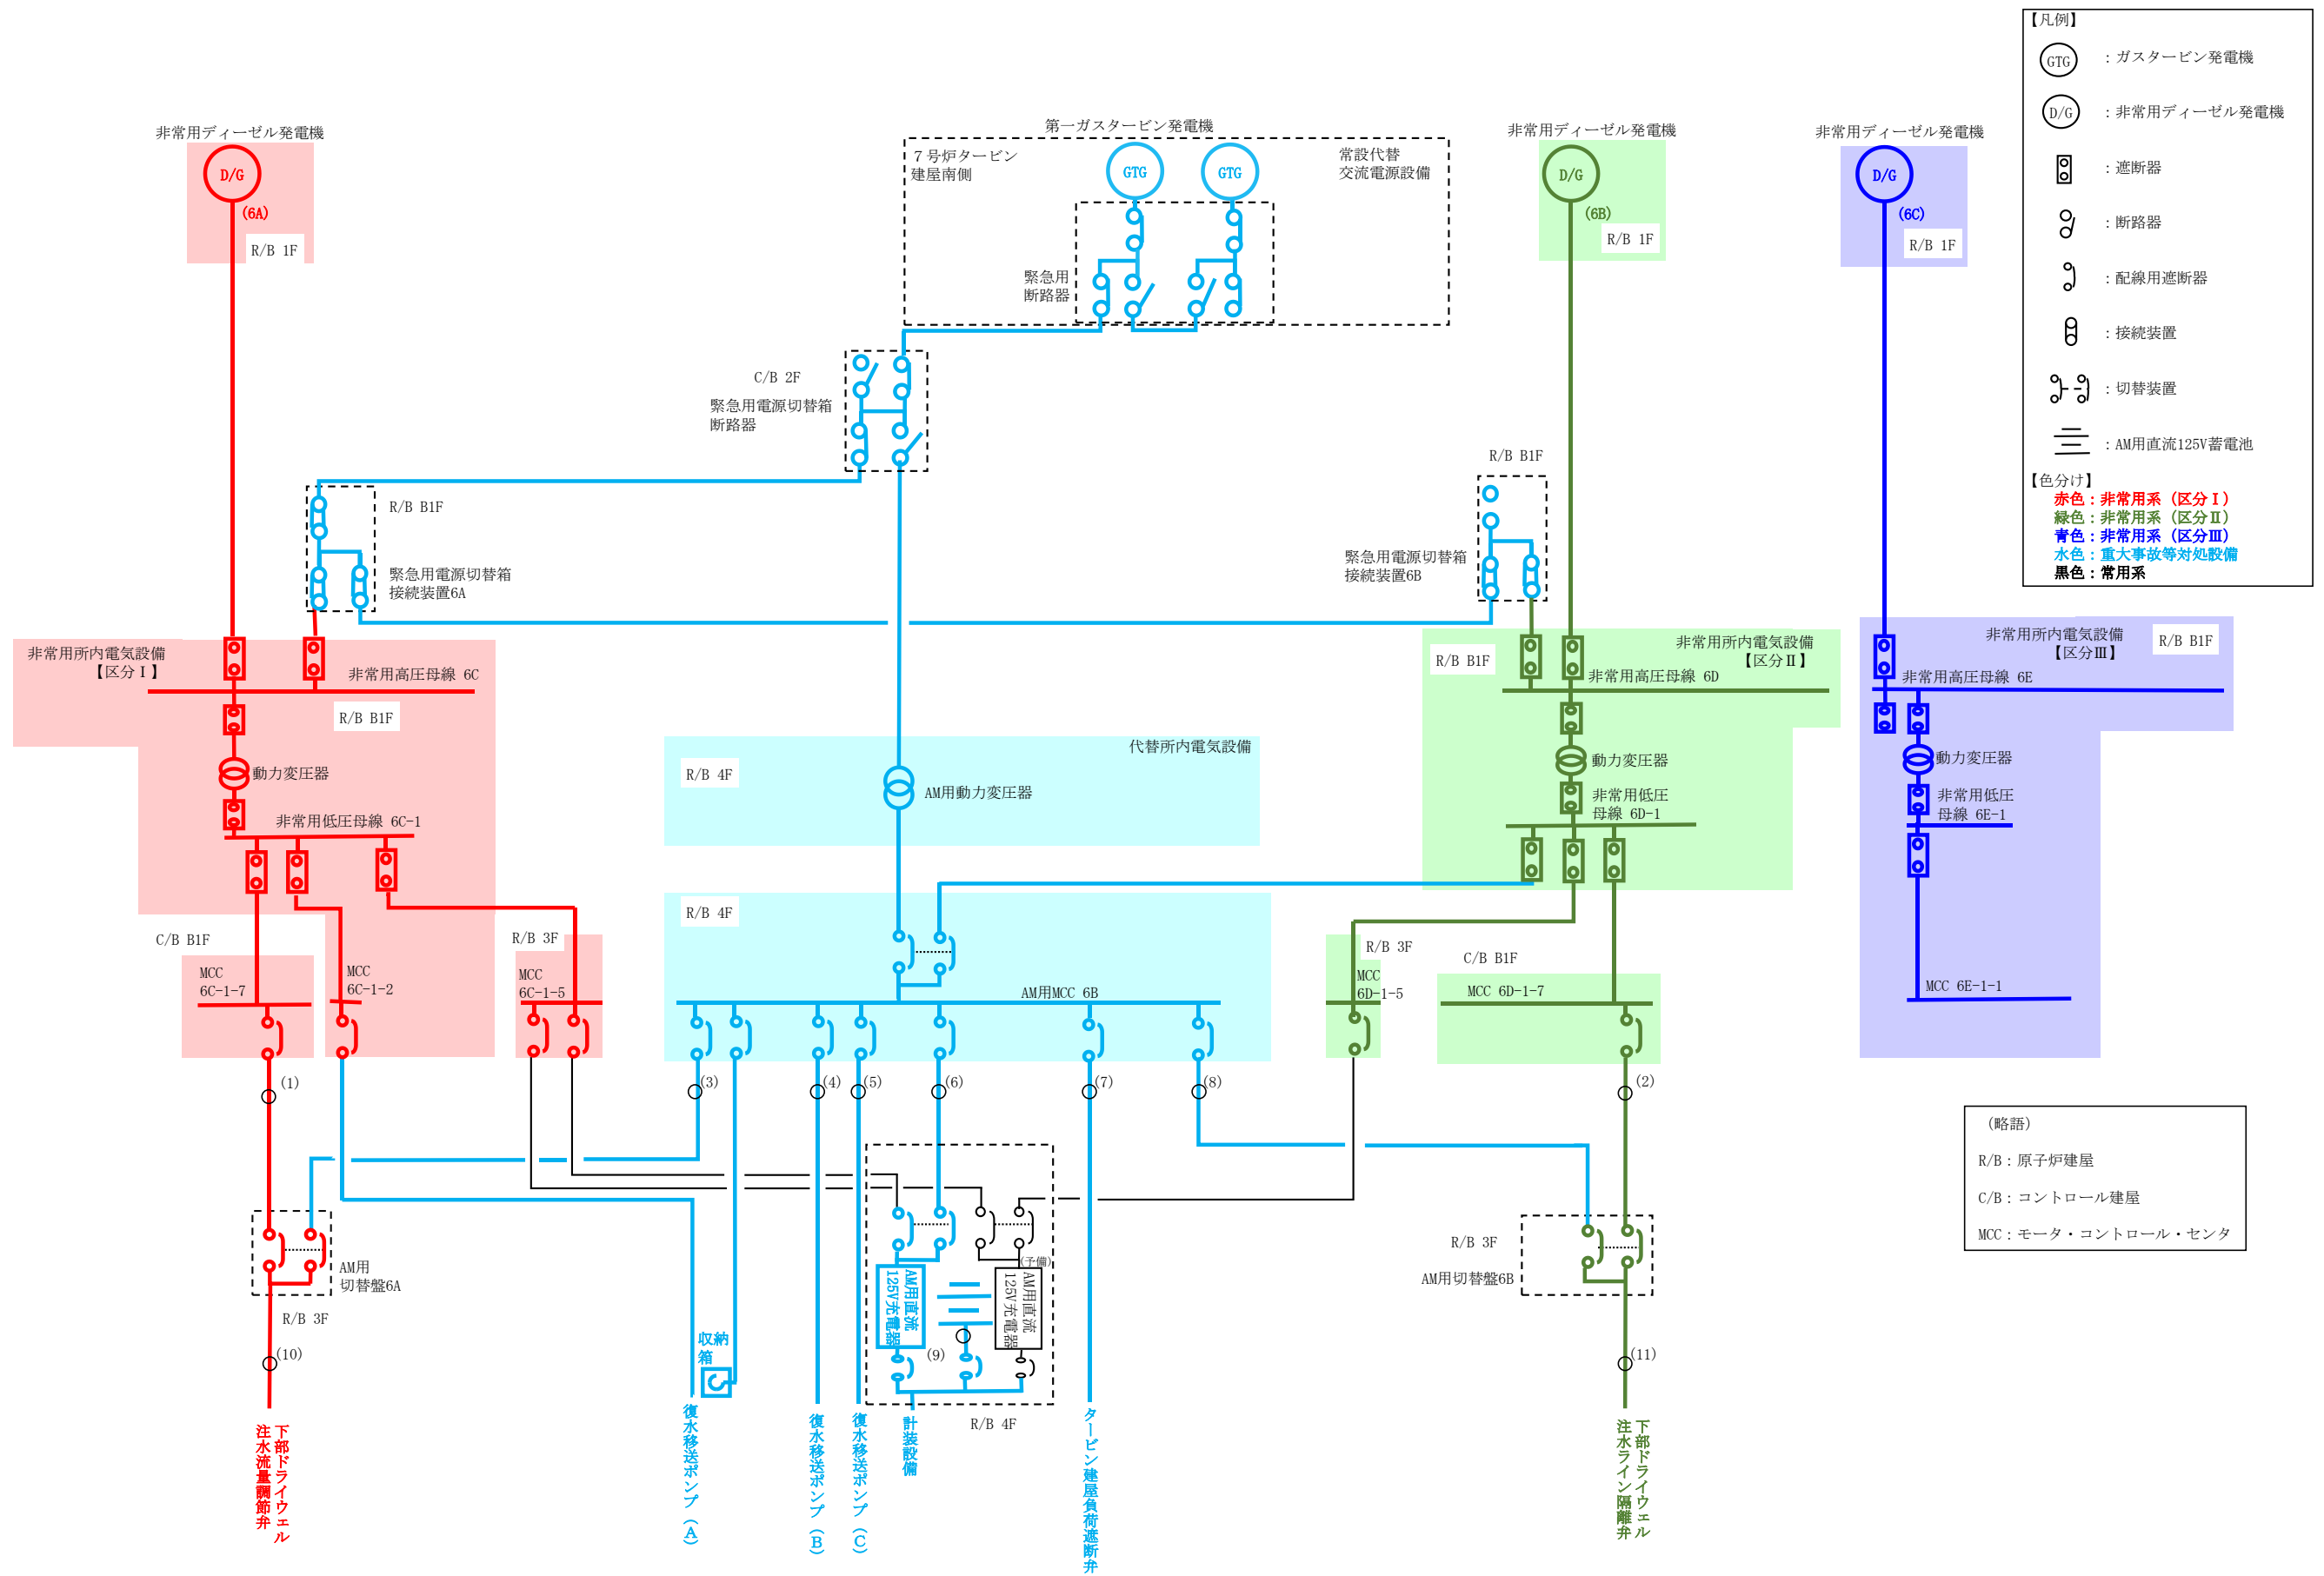 【凡例】
GTG
：ガスタービン発電機
D/G
：非常用ディーゼル発電機
：遮断器
：断路器
：配線用遮断器
：接続装置
：切替装置
：AM用直流125V蓄電池
【色分け】
赤色：非常用系（区分Ⅰ）
緑色：非常用系（区分Ⅱ）
青色：非常用系（区分Ⅲ）
水色：重大事故等対処設備
黒色：常用系
非常用ディーゼル発電機
D/G
(6A)
R/B 1F
第一ガスタービン発電機
７号炉タービン
建屋南側
GTG
GTG
常設代替
交流電源設備
緊急用
断路器
非常用ディーゼル発電機
D/G
(6B)
R/B 1F
非常用ディーゼル発電機
D/G
(6C)
R/B 1F
C/B 2F
緊急用電源切替箱
断路器
R/B B1F
緊急用電源切替箱
接続装置6A
R/B B1F
緊急用電源切替箱
接続装置6B
非常用所内電気設備
【区分Ⅰ】
非常用高圧母線 6C
R/B B1F
動力変圧器
非常用低圧母線 6C-1
C/B B1F
MCC
6C-1-7
MCC
6C-1-2
R/B 3F
MCC
6C-1-5
代替所内電気設備
R/B 4F
AM用動力変圧器
R/B 4F
AM用MCC 6B
R/B B1F
非常用所内電気設備
【区分Ⅱ】
非常用高圧母線 6D
動力変圧器
非常用低圧
母線 6D-1
R/B 3F
MCC
6D-1-5
C/B B1F
MCC 6D-1-7
非常用所内電気設備
【区分Ⅲ】
R/B B1F
非常用高圧母線 6E
動力変圧器
非常用低圧
母線 6E-1
MCC 6E-1-1
(1)
(3)
(4)
(5)
(6)
(7)
(8)
(2)
AM用
切替盤6A
R/B 3F
(10)
収納
箱
(予備)
AM用直流
125V充電器
AM用直流
125V充電器
(9)
R/B 4F
R/B 3F
AM用切替盤6B
(11)
下部ドライウェル
注水流量調節弁
復水移送ポンプ（Ａ）
復水移送ポンプ（Ｂ）
復水移送ポンプ（Ｃ）
計装設備
タービン建屋負荷遮断弁
下部ドライウェル
注水ライン隔離弁
（略語）
R/B：原子炉建屋
C/B：コントロール建屋
MCC：モータ・コントロール・センタ